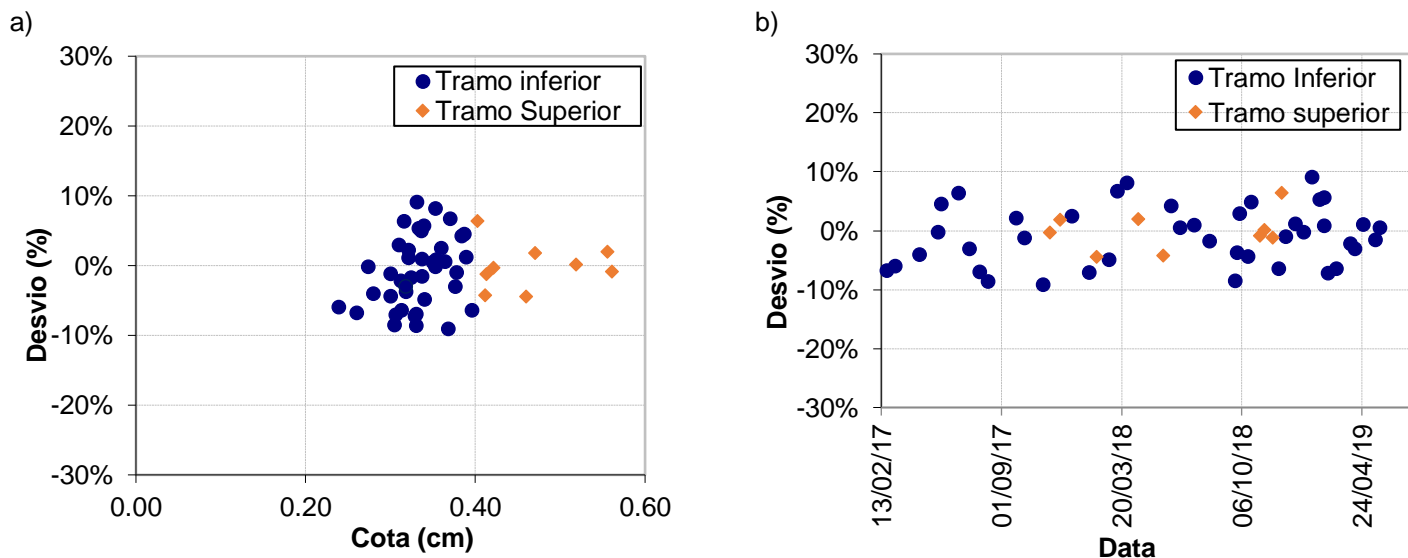 a)
30%
20%
10%
0%
-10%
-20%
-30%
Desvio (%)
Tramo inferior
Tramo Superior
0.00
0.20
0.40
0.60
Cota (cm)
b)
30%
20%
10%
0%
-10%
-20%
-30%
Desvio (%)
Tramo Inferior
Tramo superior
13/02/17
01/09/17
20/03/18
06/10/18
24/04/19
Data